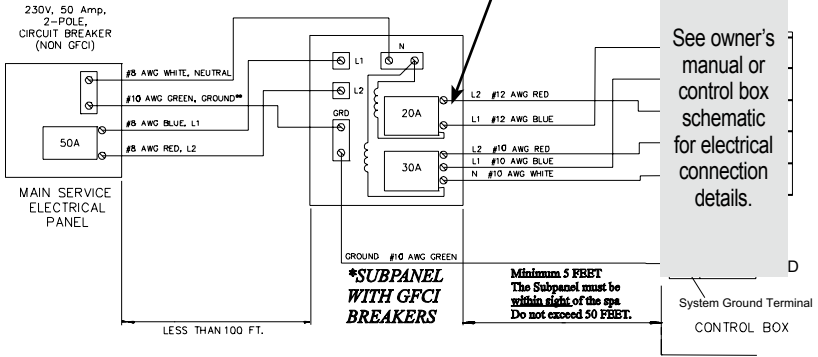 230V, 50 Amp,
2-POLE,
CIRCUIT BREAKER
(NON GFCI)
#8 AWG WHITE, NEUTRAL
#10 AWG GREEN, GROUND**
#8 AWG BLUE, L1
#8 AWG RED, L2
50A
MAIN SERVICE
ELECTRICAL
PANEL
LESS THAN 100 FT.
N
L1
L2
GRD
20A
30A
L2 #12 AWG RED
L1 #12 AWG BLUE
L2 #10 AWG RED
L1 #10 AWG BLUE
N #10 AWG WHITE
GROUND #10 AWG GREEN
*SUBPANEL
WITH GFCI
BREAKERS
Minimum 5 FEET
The Subpanel must be
within sight of the spa
Do not exceed 50 FEET.
See owner's
manual or
control box
schematic
for electrical
connection
details.
D
System Ground Terminal
CONTROL BOX